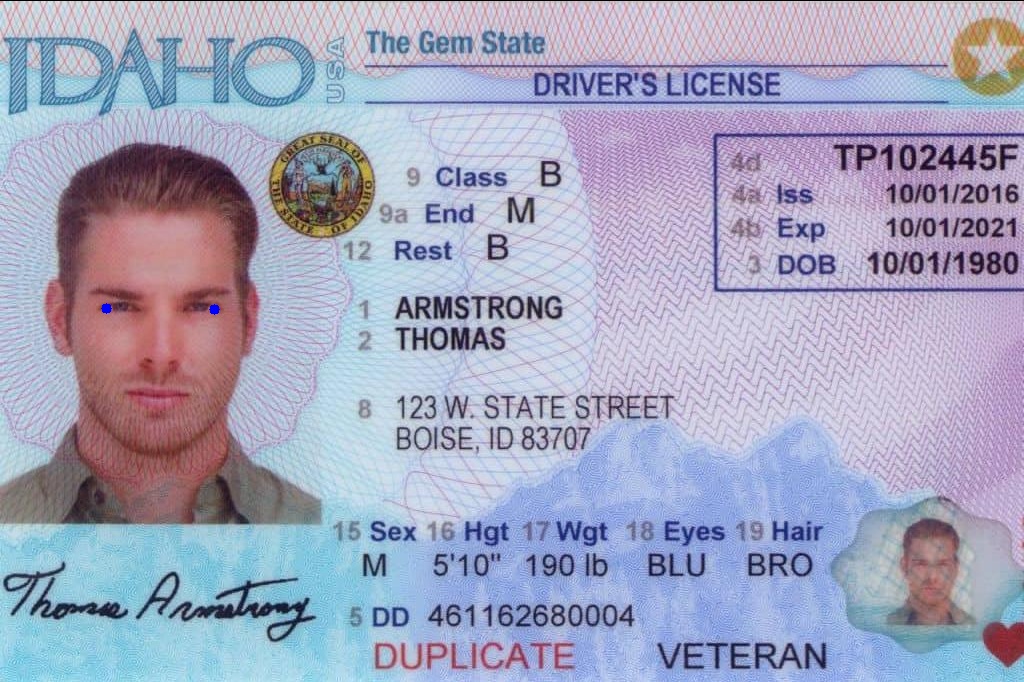 IDAHO USA
The Gem State
DRIVER'S LICENSE
GREAT SEAL OF THE STATE OF IDAHO
9 Class B
9a End M
12 Rest B
4d TP102445F
4a Iss 10/01/2016
4b Exp 10/01/2021
3 DOB 10/01/1980
1 ARMSTRONG
2 THOMAS
8 123 W. STATE STREET
BOISE, ID 83707
15 Sex 16 Hgt 17 Wgt 18 Eyes 19 Hair
M 5'10" 190 lb BLU BRO
Thomas Armstrong
5 DD 461162680004
DUPLICATE VETERAN